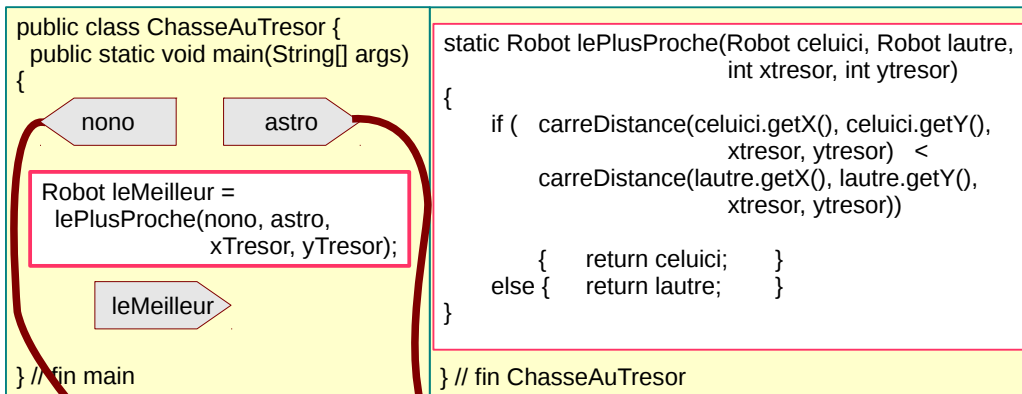 public class ChasseAuTresor {
public static void main(String[] args)
{
nono
astro
Robot leMeilleur =
lePlusProche(nono, astro,
xTresor, yTresor);
leMeilleur
} // fin main
static Robot lePlusProche(Robot celuici, Robot lautre,
int xtresor, int ytresor)
{
if ( carreDistance(celuici.getX(), celuici.getY(),
xtresor, ytresor) <
carreDistance(lautre.getX(), lautre.getY(),
xtresor, ytresor))
{ return celuici; }
else { return lautre; }
}
} // fin ChasseAuTresor